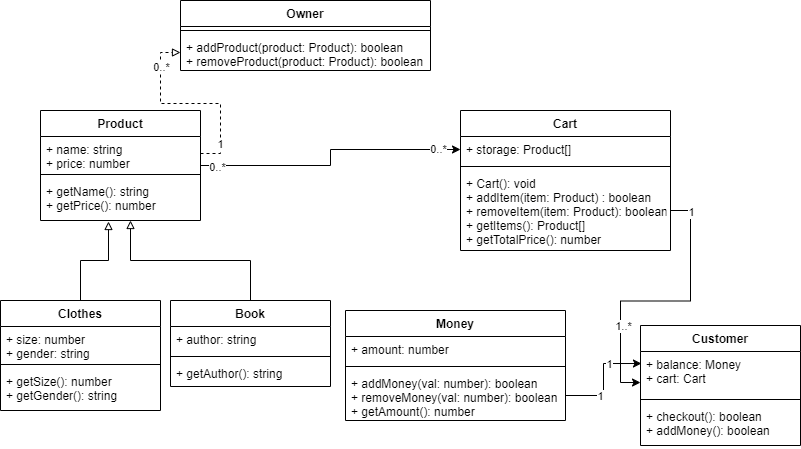 Owner
+ addProduct(product: Product): boolean
+ removeProduct(product: Product): boolean
0..*
1
Product
+ name: string
+ price: number
+ getName(): string
+ getPrice(): number
0..*
0..*
Cart
+ storage: Product[]
+ Cart(): void
+ addItem(item: Product) : boolean
+ removeItem(item: Product): boolean
+ getItems(): Product[]
+ getTotalPrice(): number
1
1..*
Clothes
+ size: number
+ gender: string
+ getSize(): number
+ getGender(): string
Book
+ author: string
+ getAuthor(): string
Money
+ amount: number
+ addMoney(val: number): boolean
+ removeMoney(val: number): boolean
+ getAmount(): number
1
1
Customer
+ balance: Money
+ cart: Cart
+ checkout(): boolean
+ addMoney(): boolean